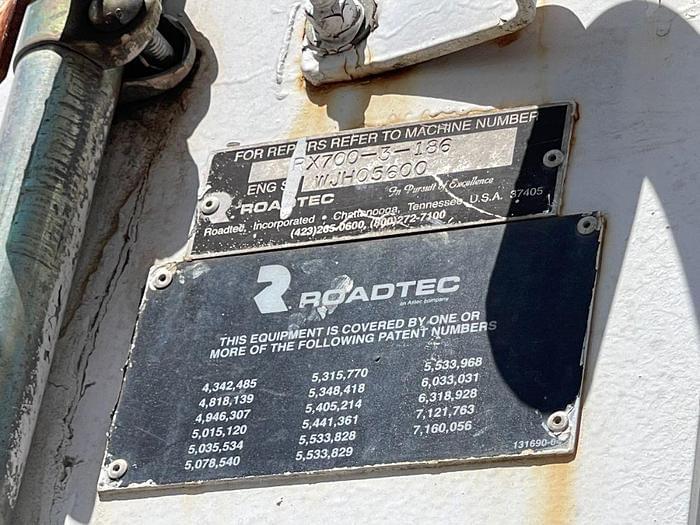 FOR REPAIRS REFER TO MACHINE NUMBER
RX700-3-186
ENG S WJH05600
ROADTEC In Pursuit of Excellence
Roadtec, Incorporated • Chattanooga, Tennessee U.S.A. 37405
(423)265-0600, (800)272-7100
ROADTEC
an Astec company
THIS EQUIPMENT IS COVERED BY ONE OR
MORE OF THE FOLLOWING PATENT NUMBERS
4,342,485 5,315,770 5,533,968
4,818,139 5,348,418 6,033,031
4,946,307 5,405,214 6,318,928
5,015,120 5,441,361 7,121,763
5,035,534 5,533,828 7,160,056
5,078,540 5,533,829